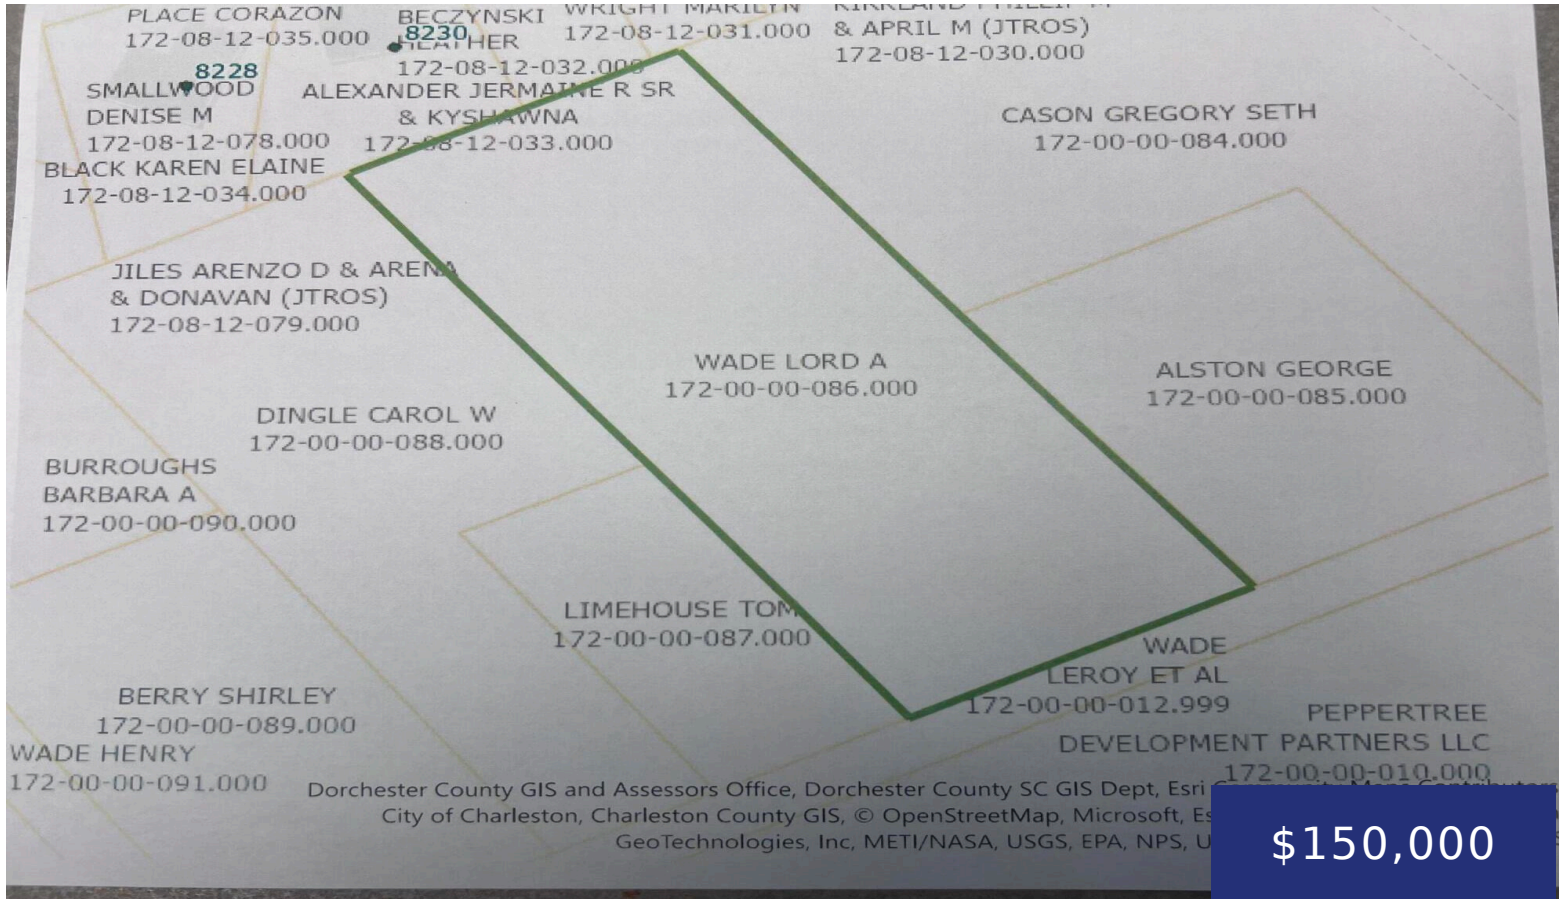 PLACE CORAZON
172-08-12-035.000
BECZYNSKI
HEATHER
172-08-12-032.000
8230
WRIGHT MARILYN
172-08-12-031.000
KIRKLAND PHILLIP M
& APRIL M (JTROS)
172-08-12-030.000
8228
SMALLWOOD
DENISE M
172-08-12-078.000
ALEXANDER JERMAINE R SR
& KYSHAWNA
172-08-12-033.000
CASON GREGORY SETH
172-00-00-084.000
BLACK KAREN ELAINE
172-08-12-034.000
JILES ARENZO D & ARENA
& DONAVAN (JTROS)
172-08-12-079.000
WADE LORD A
172-00-00-086.000
ALSTON GEORGE
172-00-00-085.000
DINGLE CAROL W
172-00-00-088.000
BURROUGHS
BARBARA A
172-00-00-090.000
LIMEHOUSE TOM
172-00-00-087.000
WADE
LEROY ET AL
172-00-00-012.999
BERRY SHIRLEY
172-00-00-089.000
PEPPERTREE
DEVELOPMENT PARTNERS LLC
172-00-00-010.000
WADE HENRY
172-00-00-091.000
Dorchester County GIS and Assessors Office, Dorchester County SC GIS Dept, Esri Community Maps Contributors
City of Charleston, Charleston County GIS, © OpenStreetMap, Microsoft,
GeoTechnologies, Inc, METI/NASA, USGS, EPA, NPS,
$150,000